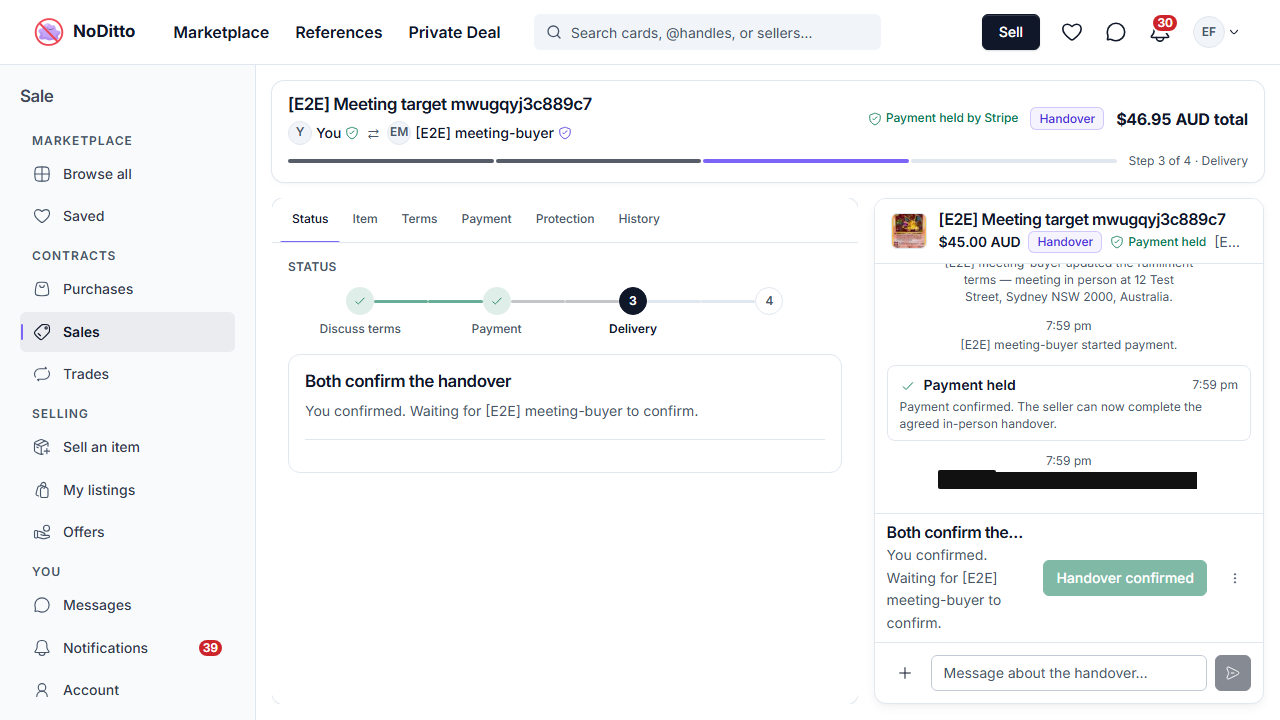 NoDitto
Marketplace
References
Private Deal
Search cards, @handles, or sellers...
Sell
30
EF
Sale
MARKETPLACE
Browse all
Saved
CONTRACTS
Purchases
Sales
Trades
SELLING
Sell an item
My listings
Offers
YOU
Messages
Notifications
39
Account
[E2E] Meeting target mwugqyj3c889c7
Y You EM [E2E] meeting-buyer
Payment held by Stripe
Handover
$46.95 AUD total
Step 3 of 4 · Delivery
Status
Item
Terms
Payment
Protection
History
STATUS
3
4
Discuss terms
Payment
Delivery
Both confirm the handover
You confirmed. Waiting for [E2E] meeting-buyer to confirm.
[E2E] Meeting target mwugqyj3c889c7
$45.00 AUD
Handover
Payment held
[E...
[E2E] meeting-buyer updated the fulfilment
terms — meeting in person at 12 Test
Street, Sydney NSW 2000, Australia.
7:59 pm
[E2E] meeting-buyer started payment.
Payment held
7:59 pm
Payment confirmed. The seller can now complete the
agreed in-person handover.
7:59 pm
Both confirm the...
You confirmed.
Waiting for [E2E]
meeting-buyer to
confirm.
Handover confirmed
Message about the handover...